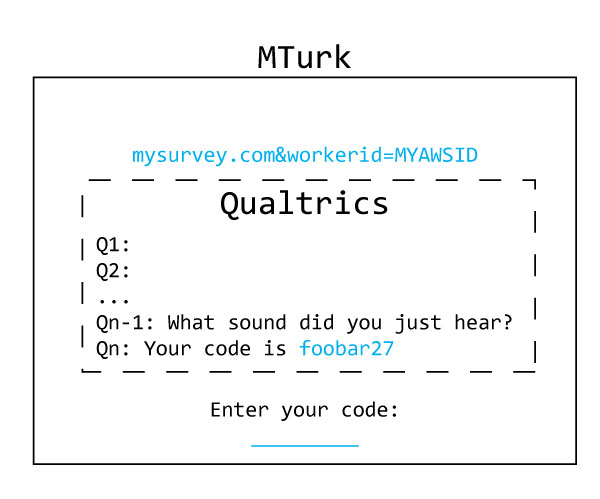 MTurk
mysurvey.com&workerid=MYAWSID
Qualtrics
Q1:
Q2:
...
Qn-1: What sound did you just hear?
Qn: Your code is foobar27
Enter your code: